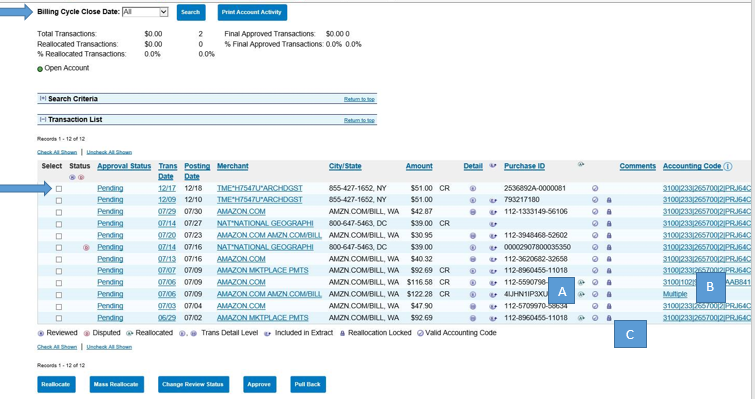 Billing Cycle Close Date: All Search Print Account Activity
Total Transactions: $0.00 2 Final Approved Transactions: $0.00 0
Reallocated Transactions: $0.00 0 % Final Approved Transactions: 0.0% 0.0%
% Reallocated Transactions: 0.0% 0.0%
Open Account
[+] Search Criteria Return to top
[-] Transaction List Return to top
Records 1 - 12 of 12
Check All Shown | Uncheck All Shown
Select Status Approval Status Trans Date Posting Date Merchant City/State Amount Detail Purchase ID Comments Accounting Code
Pending 12/17 12/18 TME*H7547U*ARCHDGST 855-427-1652, NY $51.00 CR 2536892A-0000081 3100|233|265700|2|PRJ64C
Pending 12/09 12/10 TME*H7547U*ARCHDGST 855-427-1652, NY $51.00 793217180 3100|233|265700|2|PRJ64C
Pending 07/29 07/30 AMAZON.COM AMZN.COM/BILL, WA $42.87 112-1333149-56106 3100|233|265700|2|PRJ64C
Pending 07/14 07/27 NAT*NATIONAL GEOGRAPHI 800-647-5463, DC $39.00 CR 3100|233|265700|2|PRJ64C
Pending 07/20 07/23 AMAZON.COM AMZN.COM/BILL AMZN.COM/BILL, WA $30.95 112-3948468-52602 3100|233|265700|2|PRJ64C
Pending 07/14 07/16 NAT*NATIONAL GEOGRAPHI 800-647-5463, DC $39.00 00002907800035350 3100|233|265700|2|PRJ64C
Pending 07/13 07/16 AMAZON.COM AMZN.COM/BILL, WA $40.32 112-3620682-32658 3100|233|265700|2|PRJ64C
Pending 07/07 07/09 AMAZON MKTPLACE PMTS AMZN.COM/BILL, WA $92.69 CR 112-8960455-11018 3100|233|265700|2|PRJ64C
Pending 07/06 07/09 AMAZON.COM AMZN.COM/BILL, WA $116.58 CR 112-5590798- 3100|102| AAB841
Pending 07/06 07/09 AMAZON.COM AMZN.COM/BILL AMZN.COM/BILL, WA $122.28 CR A Multiple B
Pending 07/03 07/04 AMAZON.COM AMZN.COM/BILL, WA $47.90 112-5709970-58634 3100|233|265700|2|PRJ64C
Pending 06/29 07/02 AMAZON MKTPLACE PMTS AMZN.COM/BILL, WA $92.69 112-8960455-11018 3100|233|265700|2|PRJ64C
Reviewed Disputed Reallocated Trans Detail Level Included in Extract Reallocation Locked Valid Accounting Code C
Check All Shown | Uncheck All Shown
Records 1 - 12 of 12
Reallocate Mass Reallocate Change Review Status Approve Pull Back